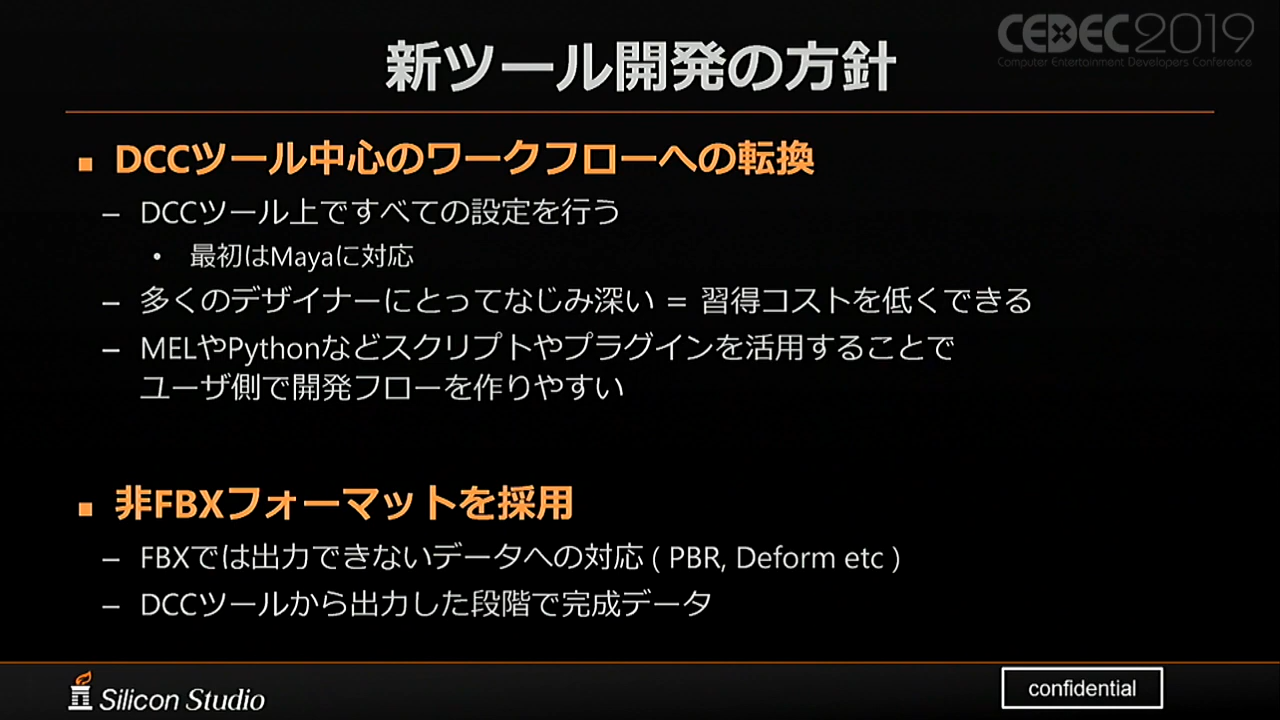 CEDEC2019
Computer Entertainment Developers Conference
新ツール開発の方針
■ DCCツール中心のワークフローへの転換
– DCCツール上ですべての設定を行う
• 最初はMayaに対応
– 多くのデザイナーにとってなじみ深い = 習得コストを低くできる
– MELやPythonなどスクリプトやプラグインを活用することで
ユーザ側で開発フローを作りやすい
■ 非FBXフォーマットを採用
– FBXでは出力できないデータへの対応 ( PBR, Deform etc )
– DCCツールから出力した段階で完成データ
Silicon Studio
confidential